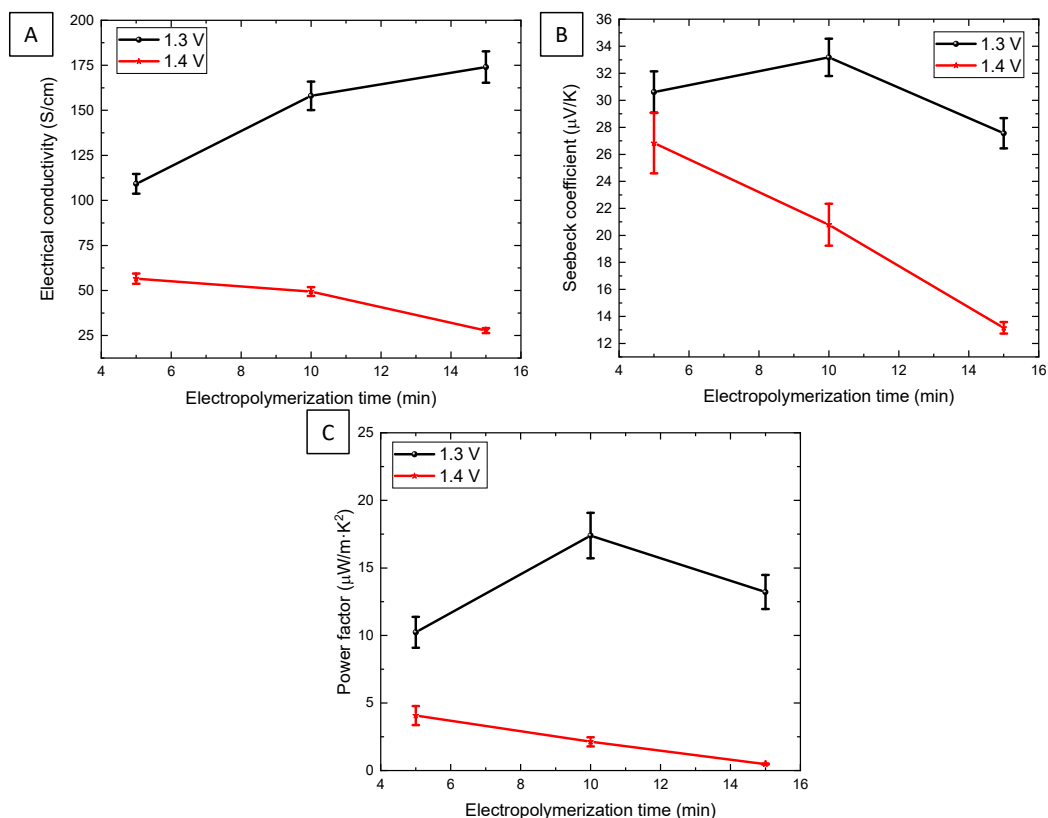 A
1.3 V
1.4 V
175
150
125
100
75
50
25
4 6 8 10 12 14 16
Electrical conductivity (S/cm)
Electropolymerization time (min)
B
1.3 V
1.4 V
36
34
32
30
28
26
24
22
20
18
16
14
12
4 6 8 10 12 14 16
Seebeck coefficient (μV/K)
Electropolymerization time (min)
C
1.3 V
1.4 V
25
20
15
10
5
0
4 6 8 10 12 14 16
Power factor (μW/m·K²)
Electropolymerization time (min)